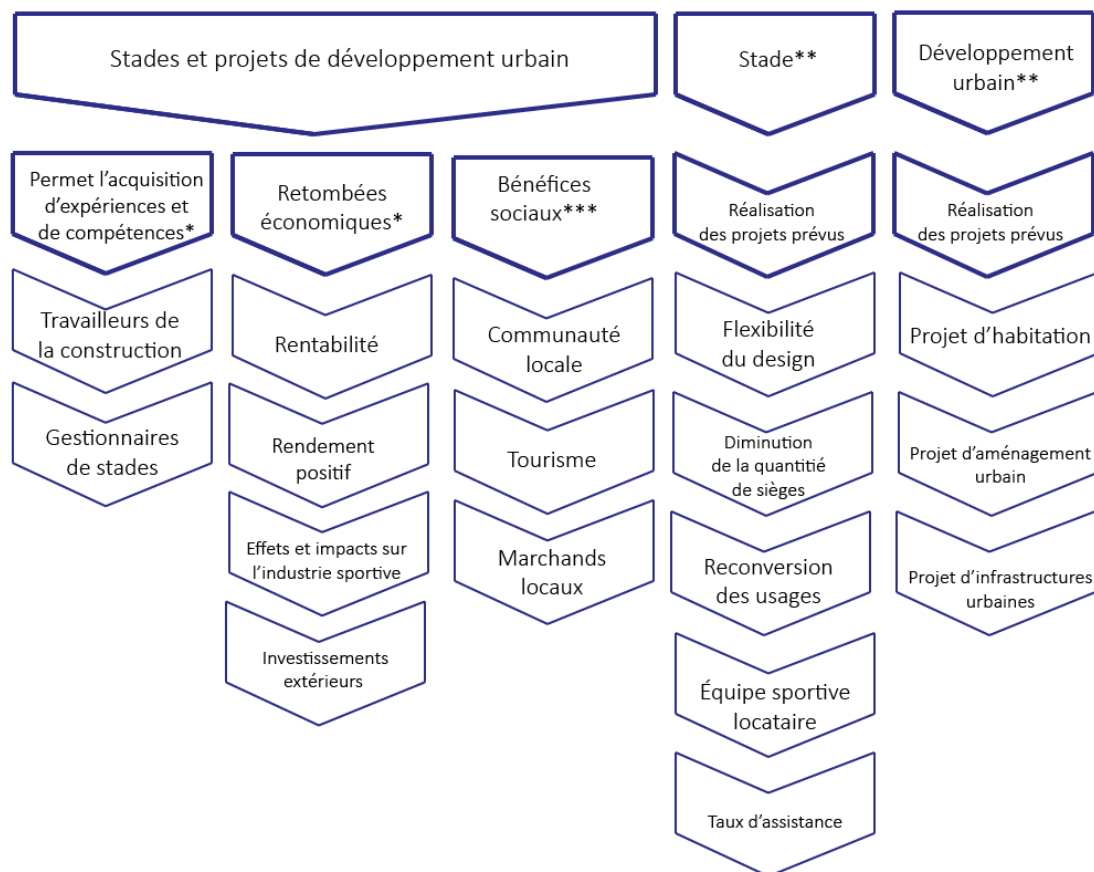 Stades et projets de développement urbain
Stade**
Développement
urbain**
Permet l'acquisition
d'expériences et
de compétences*
Travailleurs de
la construction
Gestionnaires
de stades
Retombées
économiques*
Rentabilité
Rendement
positif
Effets et impacts sur
l'industrie sportive
Investissements
extérieurs
Bénéfices
sociaux***
Communauté
locale
Tourisme
Marchands
locaux
Réalisation
des projets prévus
Flexibilité
du design
Diminution
de la quantitié
de sièges
Reconversion
des usages
Équipe sportive
locataire
Taux d'assistance
Réalisation
des projets prévus
Projet d'habitation
Projet d'aménagement
urbain
Projet d'infrastructures
urbaines